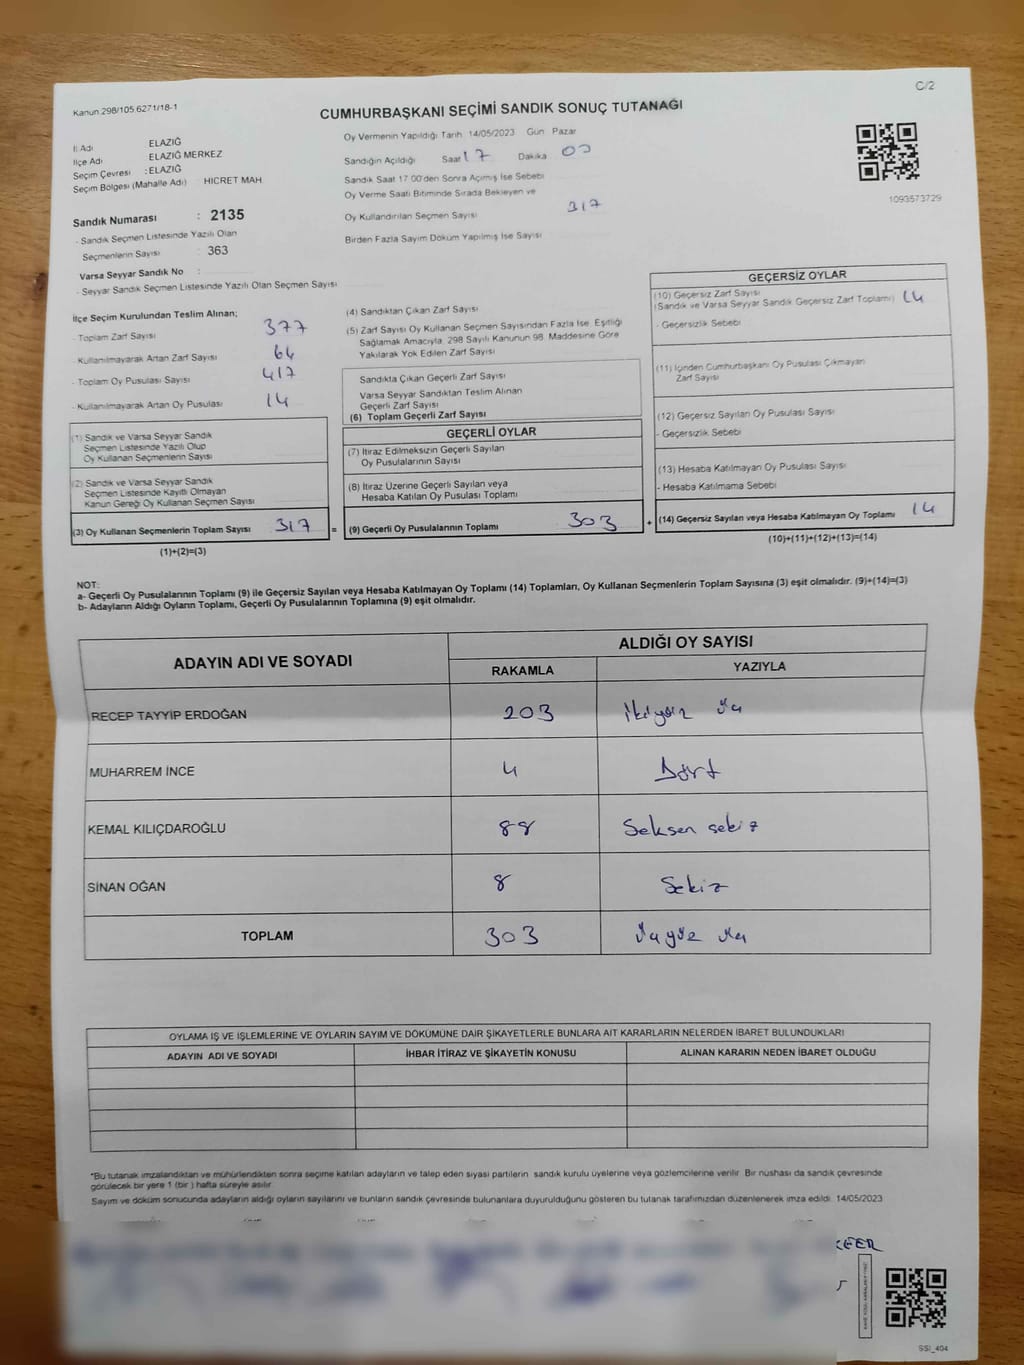 C/2
Kanun 298/105 6271/18-1
CUMHURBAŞKANI SEÇİMİ SANDIK SONUÇ TUTANAĞI
İl Adı ELAZIĞ
İlçe Adı ELAZIĞ MERKEZ
Seçim Çevresi : ELAZIĞ
Seçim Bölgesi (Mahalle Adı) HİCRET MAH.
Sandık Numarası : 2135
- Sandık Seçmen Listesinde Yazılı Olan
Seçmenlerin Sayısı : 363
Varsa Seyyar Sandık No :
- Seyyar Sandık Seçmen Listesinde Yazılı Olan Seçmen Sayısı
Oy Vermenin Yapıldığı Tarih 14/05/2023 Gün Pazar
Sandığın Açıldığı Saat 17 Dakika 00
Sandık Saat 17.00'den Sonra Açılmış İse Sebebi
Oy Verme Saati Bitiminde Sırada Bekleyen ve
Oy Kullandırılan Seçmen Sayısı 317
Birden Fazla Sayım Döküm Yapılmış İse Sayısı
1093573729
İlçe Seçim Kurulundan Teslim Alınan;
- Toplam Zarf Sayısı 377
- Kullanılmayarak Artan Zarf Sayısı 64
- Toplam Oy Pusulası Sayısı 417
- Kullanılmayarak Artan Oy Pusulası 14
(1) Sandık ve Varsa Seyyar Sandık
Seçmen Listesinde Yazılı Olup
Oy Kullanan Seçmenlerin Sayısı
(2) Sandık ve Varsa Seyyar Sandık
Seçmen Listesinde Kayıtlı Olmayan
Kanun Gereği Oy Kullanan Seçmen Sayısı
(3) Oy Kullanan Seçmenlerin Toplam Sayısı 317 =
(1)+(2)=(3)
(4) Sandıktan Çıkan Zarf Sayısı
(5) Zarf Sayısı Oy Kullanan Seçmen Sayısından Fazla İse, Eşitliği
Sağlamak Amacıyla, 298 Sayılı Kanunun 98. Maddesine Göre
Yakılarak Yok Edilen Zarf Sayısı
Sandıkta Çıkan Geçerli Zarf Sayısı
Varsa Seyyar Sandıktan Teslim Alınan
Geçerli Zarf Sayısı
(6) Toplam Geçerli Zarf Sayısı
GEÇERLİ OYLAR
(7) İtiraz Edilmeksizin Geçerli Sayılan
Oy Pusulalarının Sayısı
(8) İtiraz Üzerine Geçerli Sayılan veya
Hesaba Katılan Oy Pusulası Toplamı
(9) Geçerli Oy Pusulalarının Toplamı 303 +
GEÇERSİZ OYLAR
(10) Geçersiz Zarf Sayısı
(Sandık ve Varsa Seyyar Sandık Geçersiz Zarf Toplamı) 14
- Geçersizlik Sebebi
(11) İçinden Cumhurbaşkanı Oy Pusulası Çıkmayan
Zarf Sayısı
(12) Geçersiz Sayılan Oy Pusulası Sayısı
- Geçersizlik Sebebi
(13) Hesaba Katılmayan Oy Pusulası Sayısı
- Hesaba Katılmama Sebebi
(14) Geçersiz Sayılan veya Hesaba Katılmayan Oy Toplamı 14
(10)+(11)+(12)+(13)=(14)
NOT:
a- Geçerli Oy Pusulalarının Toplamı (9) ile Geçersiz Sayılan veya Hesaba Katılmayan Oy Toplamı (14) Toplamları, Oy Kullanan Seçmenlerin Toplam Sayısına (3) eşit olmalıdır. (9)+(14)=(3)
b- Adayların Aldığı Oyların Toplamı, Geçerli Oy Pusulalarının Toplamına (9) eşit olmalıdır.
ADAYIN ADI VE SOYADI ALDIĞI OY SAYISI
RAKAMLA YAZIYLA
RECEP TAYYİP ERDOĞAN 203 İkiyüz üç
MUHARREM İNCE 4 Dört
KEMAL KILIÇDAROĞLU 88 Seksen sekiz
SİNAN OĞAN 8 Sekiz
TOPLAM 303 Üçyüz üç
OYLAMA İŞ VE İŞLEMLERİNE VE OYLARIN SAYIM VE DÖKÜMÜNE DAİR ŞİKAYETLERLE BUNLARA AİT KARARLARIN NELERDEN İBARET BULUNDUKLARI
ADAYIN ADI VE SOYADI İHBAR İTİRAZ VE ŞİKAYETİN KONUSU ALINAN KARARIN NEDEN İBARET OLDUĞU
*Bu tutanak imzalandıktan ve mühürlendikten sonra seçime katılan adayların ve talep eden siyasi partilerin sandık kurulu üyelerine veya gözlemcilerine verilir. Bir nüshası da sandık çevresinde
görülecek bir yere 1 (bir ) hafta süreyle asılır.
Sayım ve döküm sonucunda adayların aldığı oyların sayılarını ve bunların sandık çevresinde bulunanlara duyurulduğunu gösteren bu tutanak tarafımızdan düzenlenerek imza edildi. 14/05/2023
SSI_404